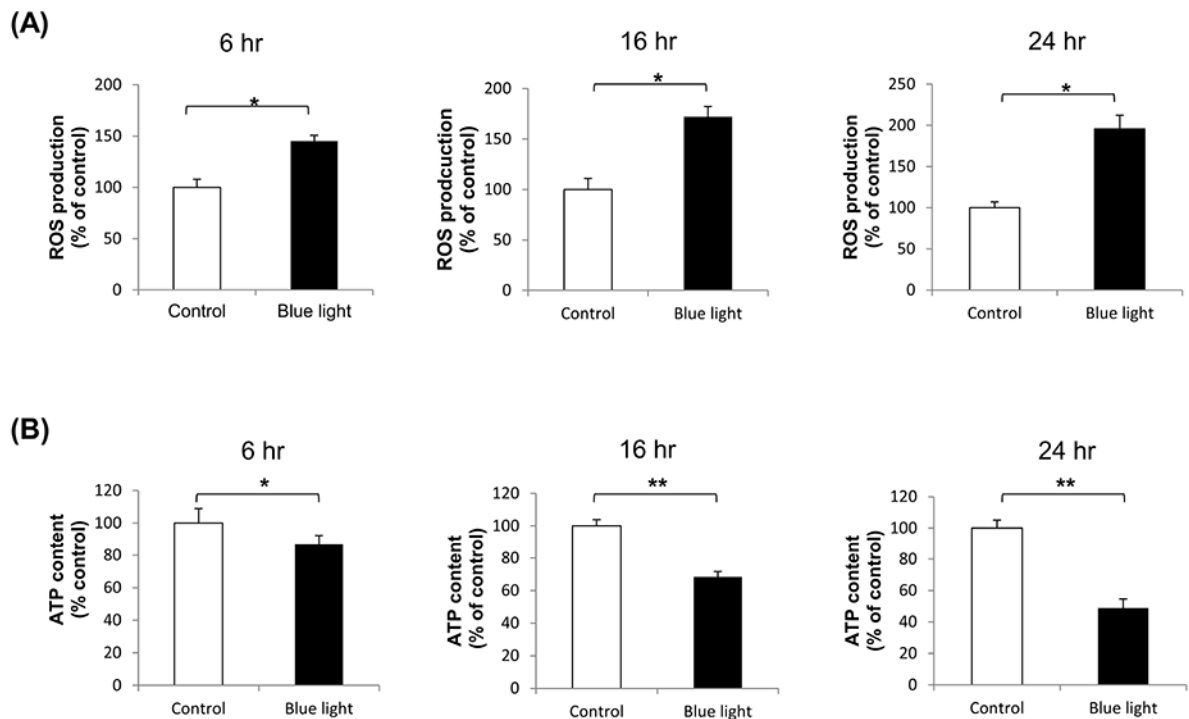 (A)
6 hr
ROS production
(% of control)
200
150
100
50
0
*
Control
Blue light
16 hr
ROS prodcuction
(% of control)
200
150
100
50
0
*
Control
Blue light
24 hr
ROS production
(% of control)
250
200
150
100
50
0
*
Control
Blue light
(B)
6 hr
ATP content
(% control)
120
100
80
60
40
20
0
*
Control
Blue light
16 hr
ATP content
(% of control)
120
100
80
60
40
20
0
**
Control
Blue light
24 hr
ATP content
(% of control)
120
100
80
60
40
20
0
**
Control
Blue light